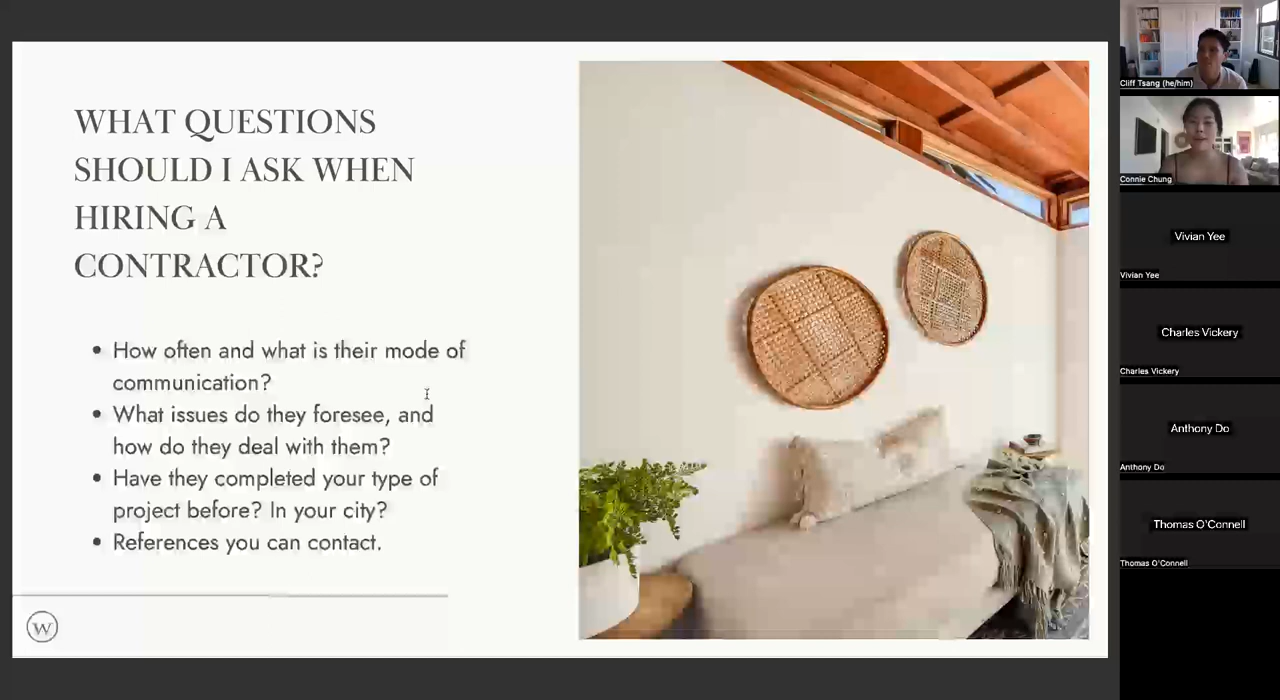 WHAT QUESTIONS
SHOULD I ASK WHEN
HIRING A
CONTRACTOR?
• How often and what is their mode of
communication?
• What issues do they foresee, and
how do they deal with them?
• Have they completed your type of
project before? In your city?
• References you can contact.
W
Cliff Tsang (he/him)
Connie Chung
Vivian Yee
Vivian Yee
Charles Vickery
Charles Vickery
Anthony Do
Anthony Do
Thomas O'Connell
Thomas O'Connell